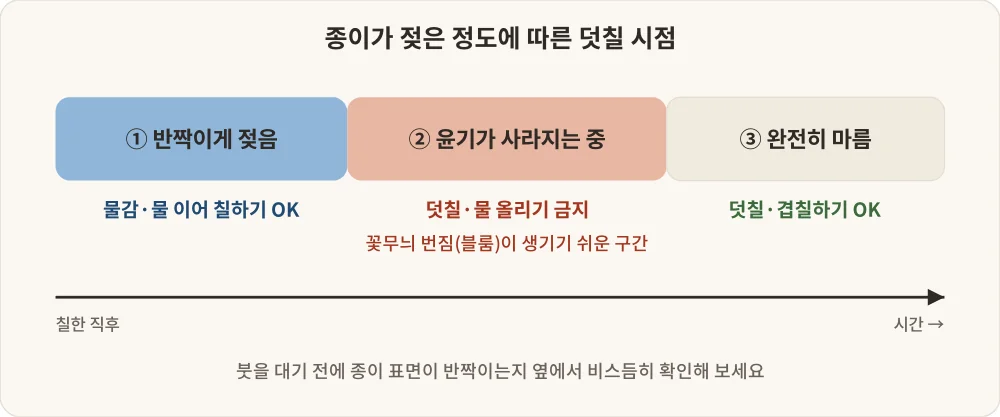 종이가 젖은 정도에 따른 덧칠 시점
① 반짝이게 젖음
② 윤기가 사라지는 중
③ 완전히 마름
물감·물 이어 칠하기 OK
덧칠·물 올리기 금지
덧칠·겹칠하기 OK
꽃무늬 번짐(블룸)이 생기기 쉬운 구간
칠한 직후
시간 →
붓을 대기 전에 종이 표면이 반짝이는지 옆에서 비스듬히 확인해 보세요